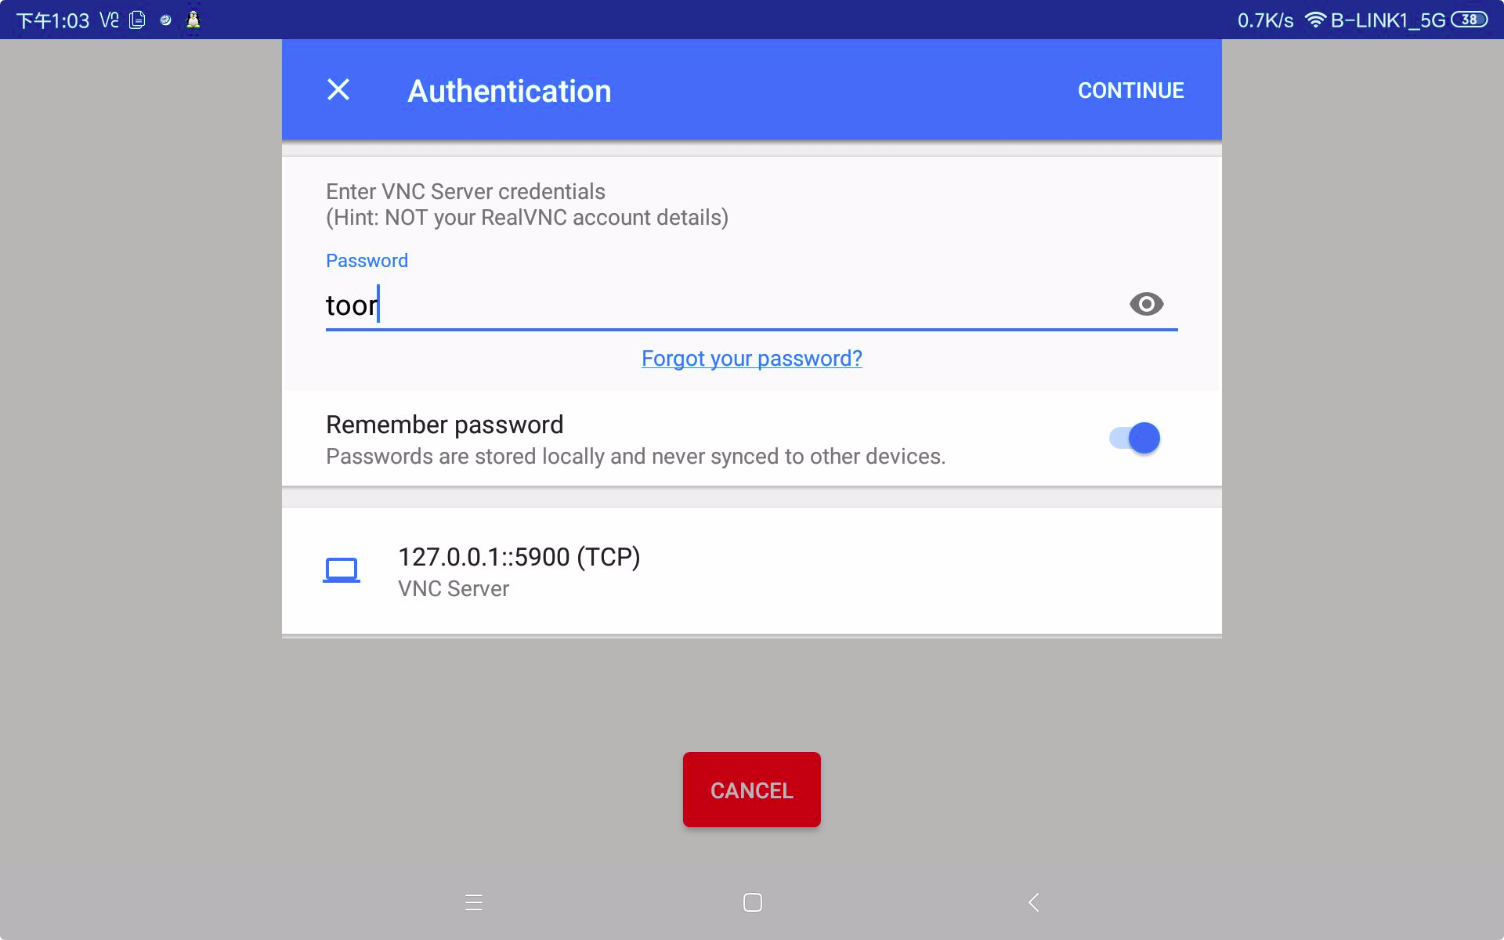 下午1:03
0.7K/s B-LINK1_5G 38
Authentication
CONTINUE
Enter VNC Server credentials
(Hint: NOT your RealVNC account details)
Password
toor
Forgot your password?
Remember password
Passwords are stored locally and never synced to other devices.
127.0.0.1::5900 (TCP)
VNC Server
CANCEL